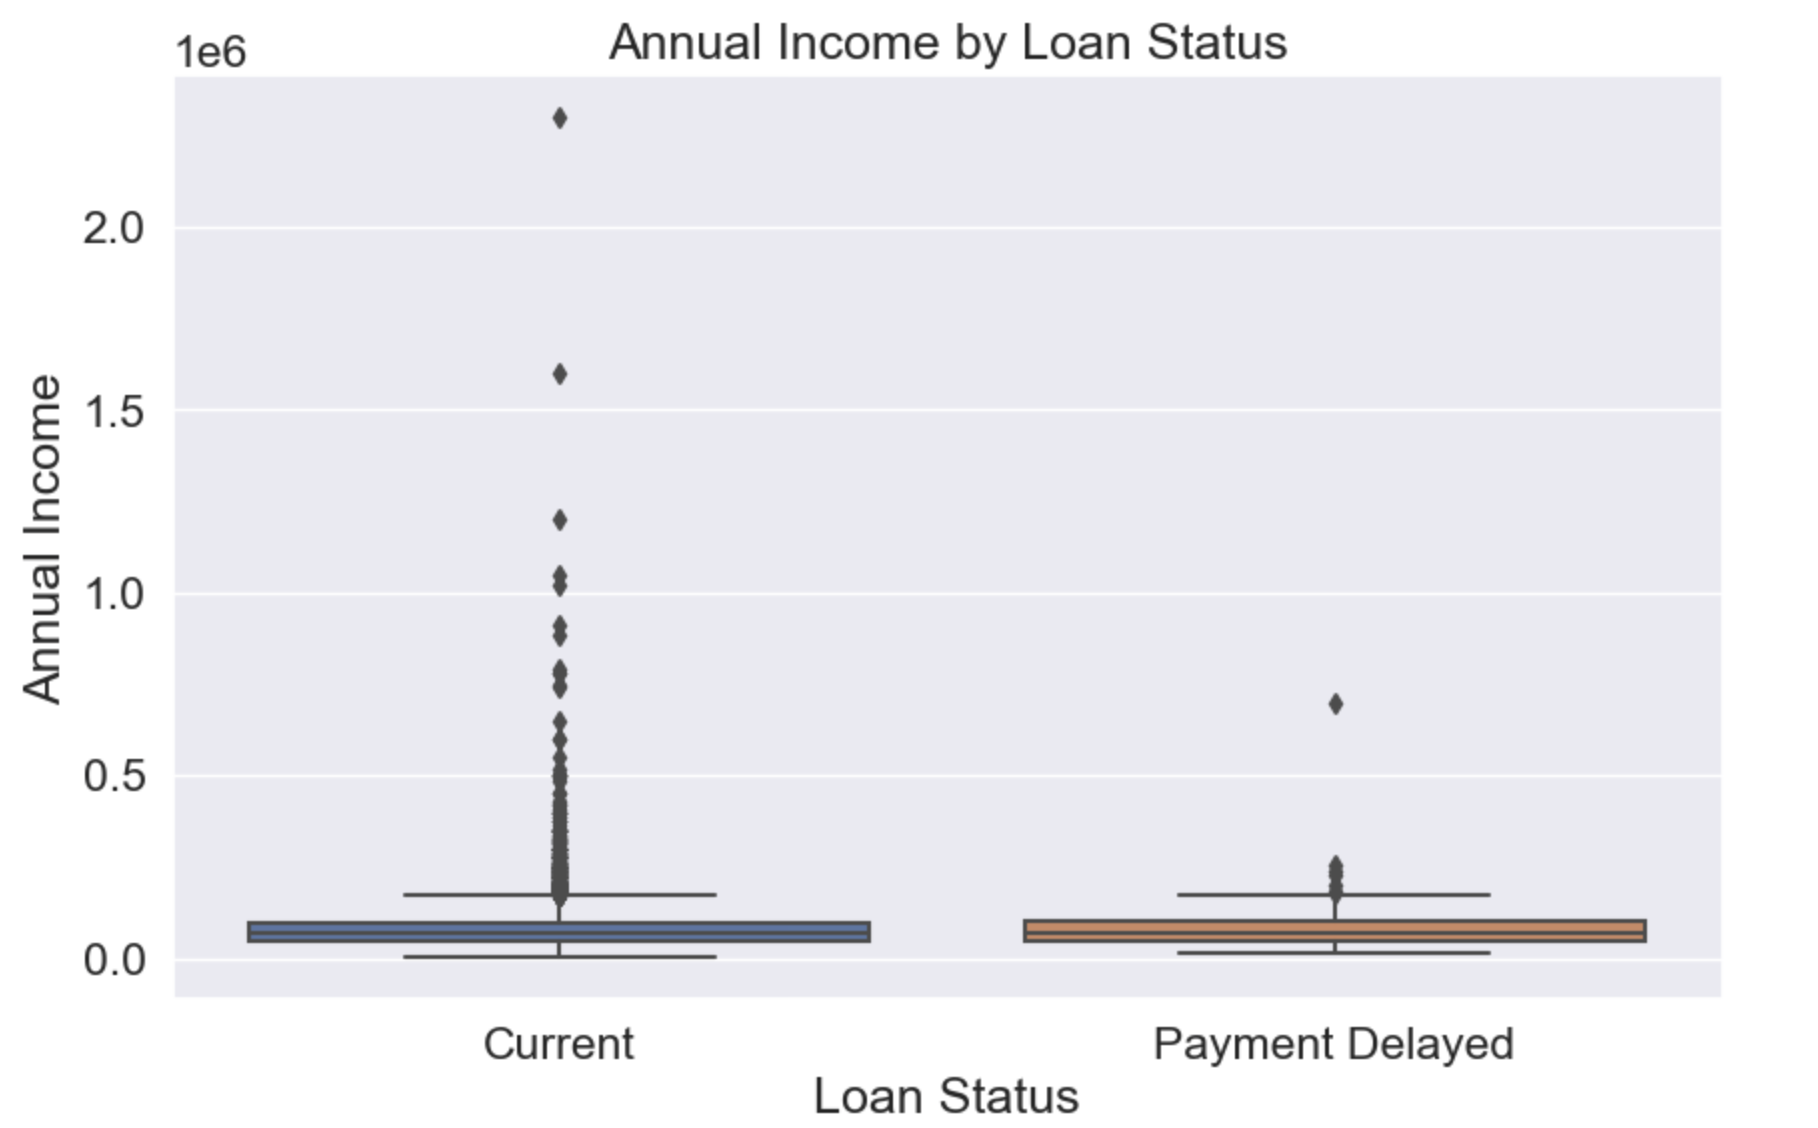 Annual Income by Loan Status
1e6
2.0
1.5
1.0
0.5
0.0
Annual Income
Current
Payment Delayed
Loan Status